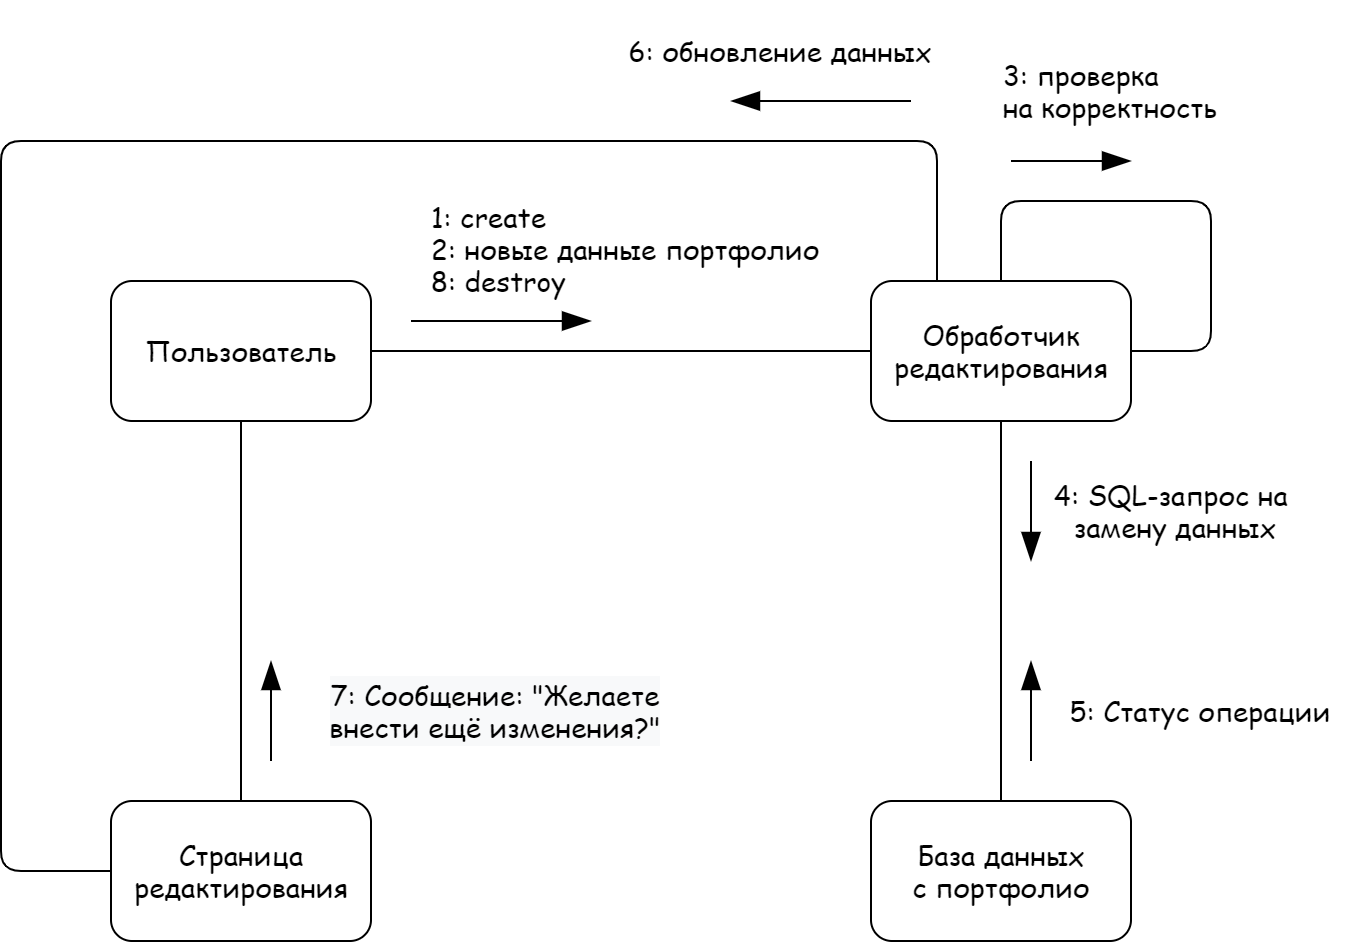 6: обновление данных
3: проверка
на корректность
1: create
2: новые данные портфолио
8: destroy
Пользователь
Обработчик
редактирования
4: SQL-запрос на
замену данных
7: Сообщение: "Желаете
внести ещё изменения?"
5: Статус операции
Страница
редактирования
База данных
с портфолио